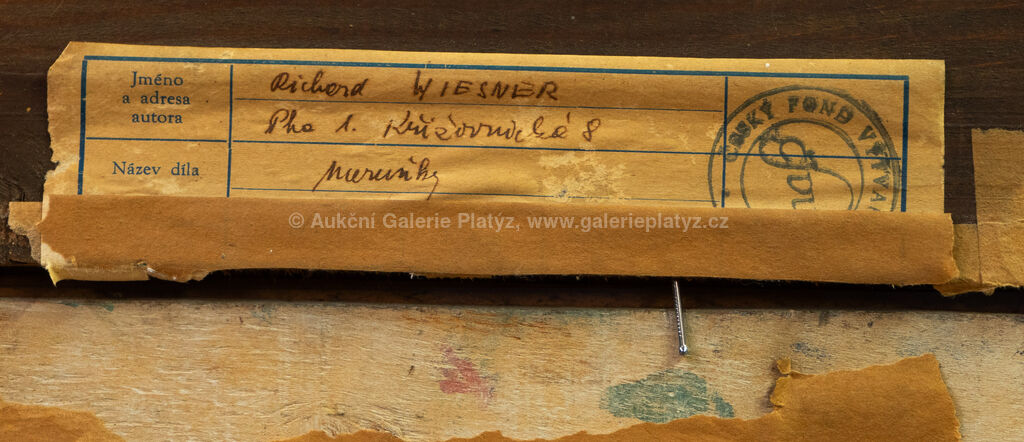 Jméno
a adresa
autora
Richard WIESNER
Pha 1. Křižovnická 8
Název díla
Meruňky
ČESKÝ FOND VÝTVA
© Aukční Galerie Platýz, www.galerieplatyz.cz